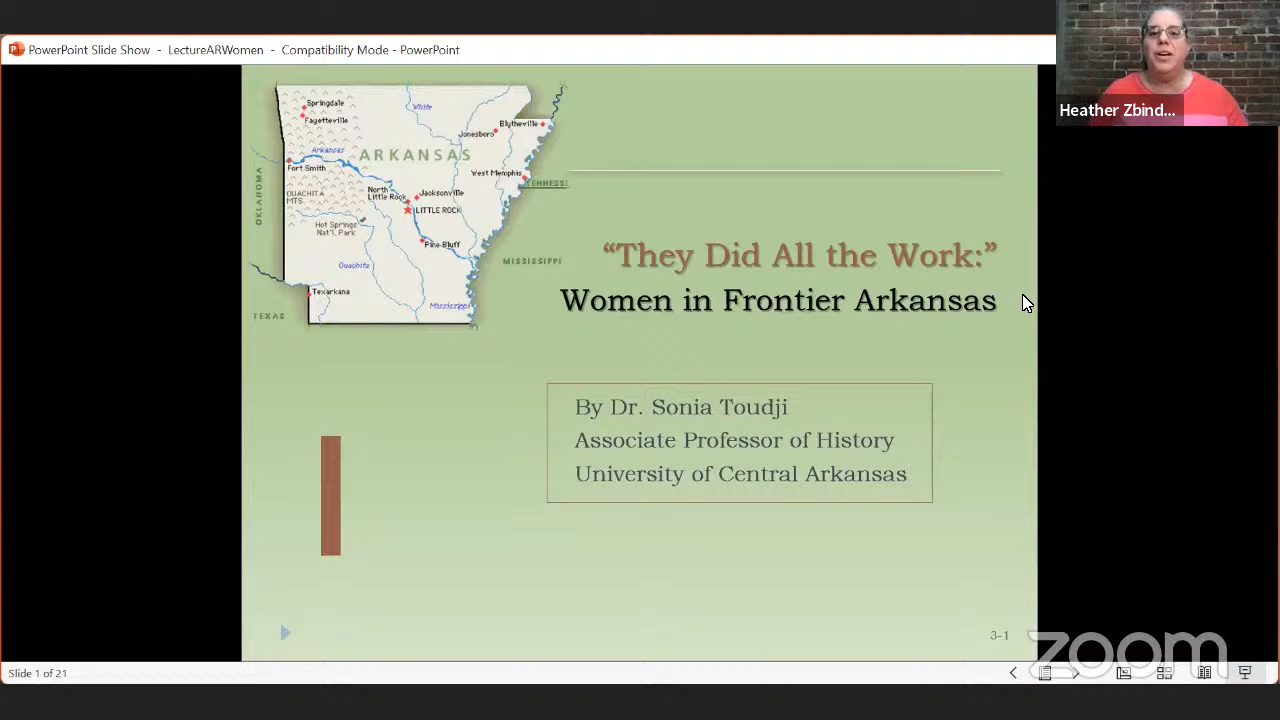 PowerPoint Slide Show - LectureARWomen - Compatibility Mode - PowerPoint
Heather Zbind...
Springdale
Fayetteville
White
Blytheville
Jonesboro
Arkansas
ARKANSAS
Fort Smith
West Memphis
TENNESS
OKLAHOMA
OUACHITA
MTS.
North
Little Rock
Jacksonville
LITTLE ROCK
Hot Springs
Nat'l. Park
Pine Bluff
MISSISSIPPI
Ouachita
Texarkana
Mississippi
TEXAS
“They Did All the Work:”
Women in Frontier Arkansas
By Dr. Sonia Toudji
Associate Professor of History
University of Central Arkansas
3-1
zoom
Slide 1 of 21